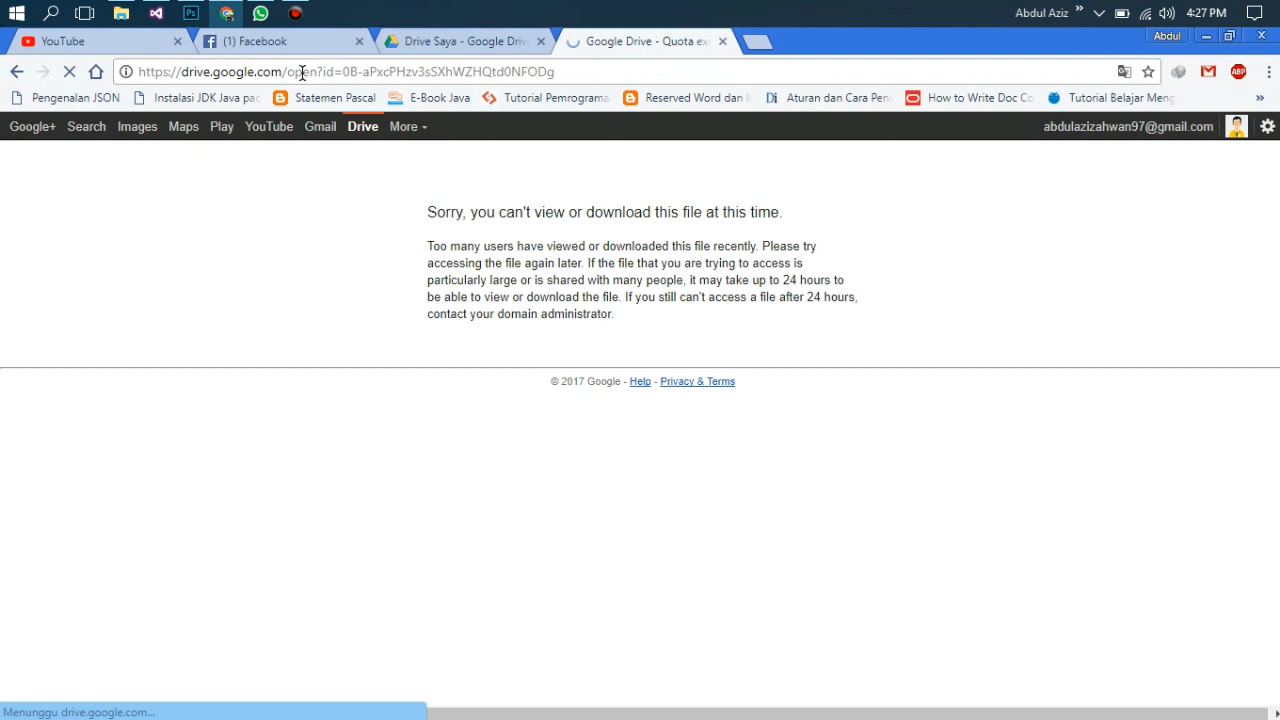 Abdul Aziz
4:27 PM
YouTube
(1) Facebook
Drive Saya - Google Driv
Google Drive - Quota ex
Abdul
https://drive.google.com/open?id=0B-aPxcPHzv3sSXhWZHQtd0NFODg
ABP
Pengenalan JSON
Instalasi JDK Java pac
Statemen Pascal
E-Book Java
Tutorial Pemrograma
Reserved Word dan I
Di
Aturan dan Cara Penu
How to Write Doc Co
Tutorial Belajar Meng
Google+ Search Images Maps Play YouTube Gmail Drive More
abdulazizahwan97@gmail.com
Sorry, you can't view or download this file at this time.
Too many users have viewed or downloaded this file recently. Please try
accessing the file again later. If the file that you are trying to access is
particularly large or is shared with many people, it may take up to 24 hours to
be able to view or download the file. If you still can't access a file after 24 hours,
contact your domain administrator.
© 2017 Google - Help - Privacy & Terms
Menunggu drive.google.com...